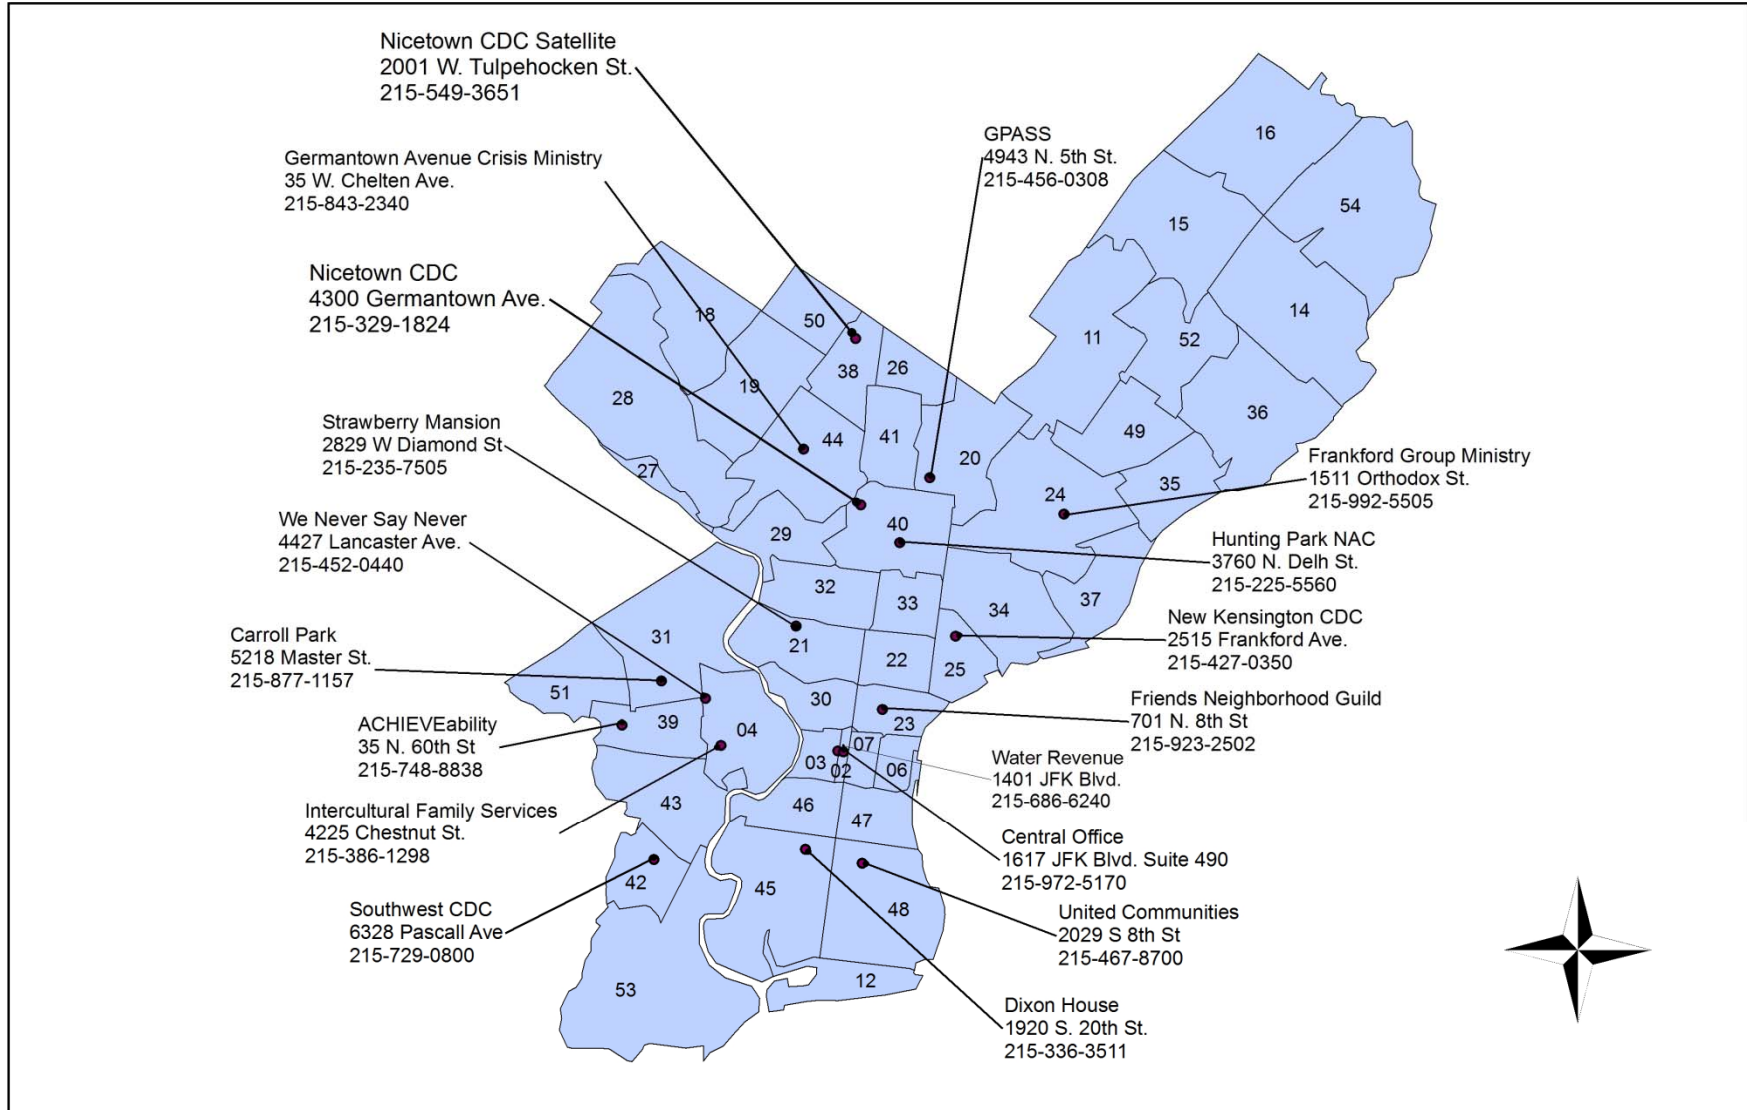 Nicetown CDC Satellite
2001 W. Tulpehocken St.
215-549-3651
Germantown Avenue Crisis Ministry
35 W. Chelten Ave.
215-843-2340
Nicetown CDC
4300 Germantown Ave.
215-329-1824
Strawberry Mansion
2829 W Diamond St
215-235-7505
We Never Say Never
4427 Lancaster Ave.
215-452-0440
Carroll Park
5218 Master St.
215-877-1157
ACHIEVEability
35 N. 60th St
215-748-8838
Intercultural Family Services
4225 Chestnut St.
215-386-1298
Southwest CDC
6328 Pascall Ave
215-729-0800
GPASS
4943 N. 5th St.
215-456-0308
Frankford Group Ministry
1511 Orthodox St.
215-992-5505
Hunting Park NAC
3760 N. Delh St.
215-225-5560
New Kensington CDC
2515 Frankford Ave.
215-427-0350
Friends Neighborhood Guild
701 N. 8th St
215-923-2502
Water Revenue
1401 JFK Blvd.
215-686-6240
Central Office
1617 JFK Blvd. Suite 490
215-972-5170
United Communities
2029 S 8th St
215-467-8700
Dixon House
1920 S. 20th St.
215-336-3511
16
54
15
14
11
52
36
49
35
18
50
19
38
26
28
44
41
20
27
24
29
40
32
33
34
37
31
21
22
25
51
39
04
30
23
03
02
07
06
43
46
47
42
45
48
53
12